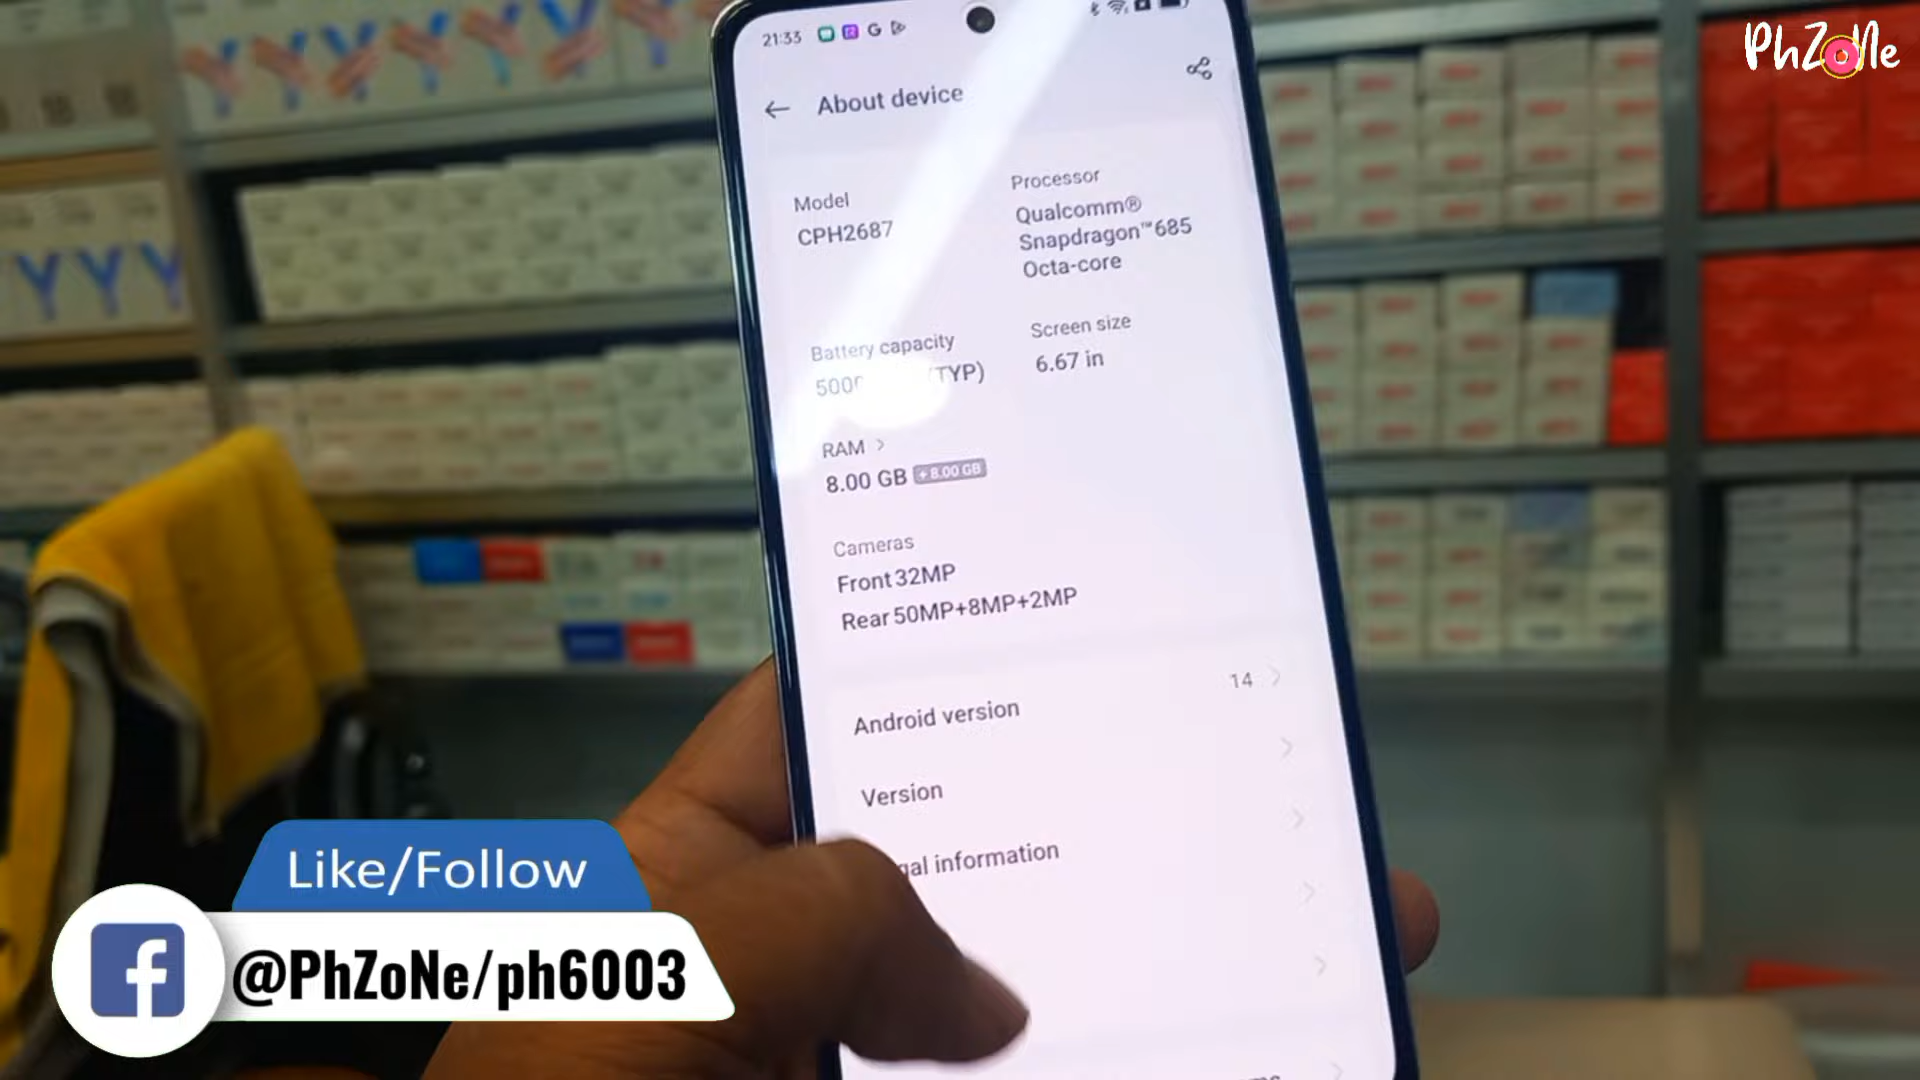 PhZoNe
21:33
About device
Model
CPH2687
Processor
Qualcomm®
Snapdragon™685
Octa-core
Battery capacity
(TYP)
Screen size
6.67 in
RAM >
8.00 GB +8.00 GB
Cameras
Front 32MP
Rear 50MP+8MP+2MP
Android version
14
Version
information
Like/Follow
@PhZoNe/ph6003